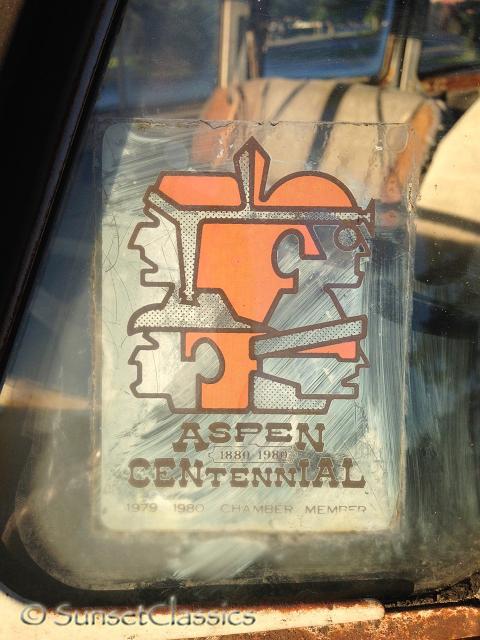 ASPEN
1880 1980
CENTENNIAL
1979 1980 CHAMBER MEMBER
© SunsetClassics